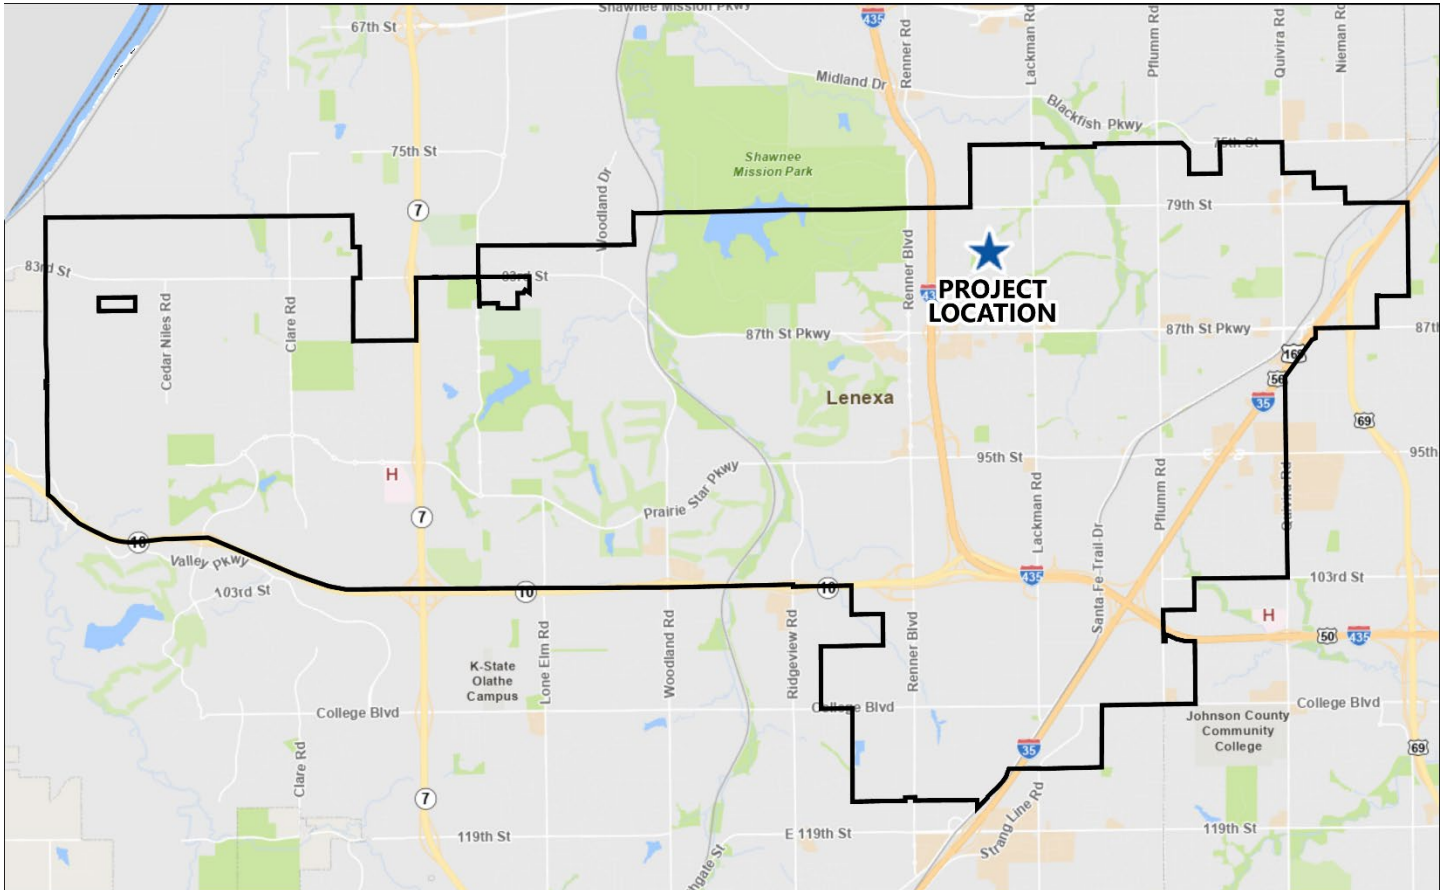 Shawnee Mission Pkwy
67th St
435
Renner Rd
Lackman Rd
Pflumm Rd
Quivira Rd
Nieman Rd
Midland Dr
Blackfish Pkwy
75th St
75th St
Shawnee
Mission Park
7
Woodland Dr
79th St
83rd St
83rd St
Renner Blvd
PROJECT
LOCATION
43
Cedar Niles Rd
Clare Rd
87th St Pkwy
87th St Pkwy
87th
169
56
35
Lenexa
69
95th St
95th
H
Prairie Star Pkwy
Lackman Rd
Pflumm Rd
Quivira Rd
7
10
Valley Pkwy
103rd St
10
10
435
Santa-Fe-Trail-Dr
103rd St
H
50
435
K-State
Olathe
Campus
Lone Elm Rd
Woodland Rd
Ridgeview Rd
Renner Blvd
College Blvd
College Blvd
College Blvd
Johnson County
Community
College
Clare Rd
35
69
7
119th St
E 119th St
Strang Line Rd
119th St
hgate St